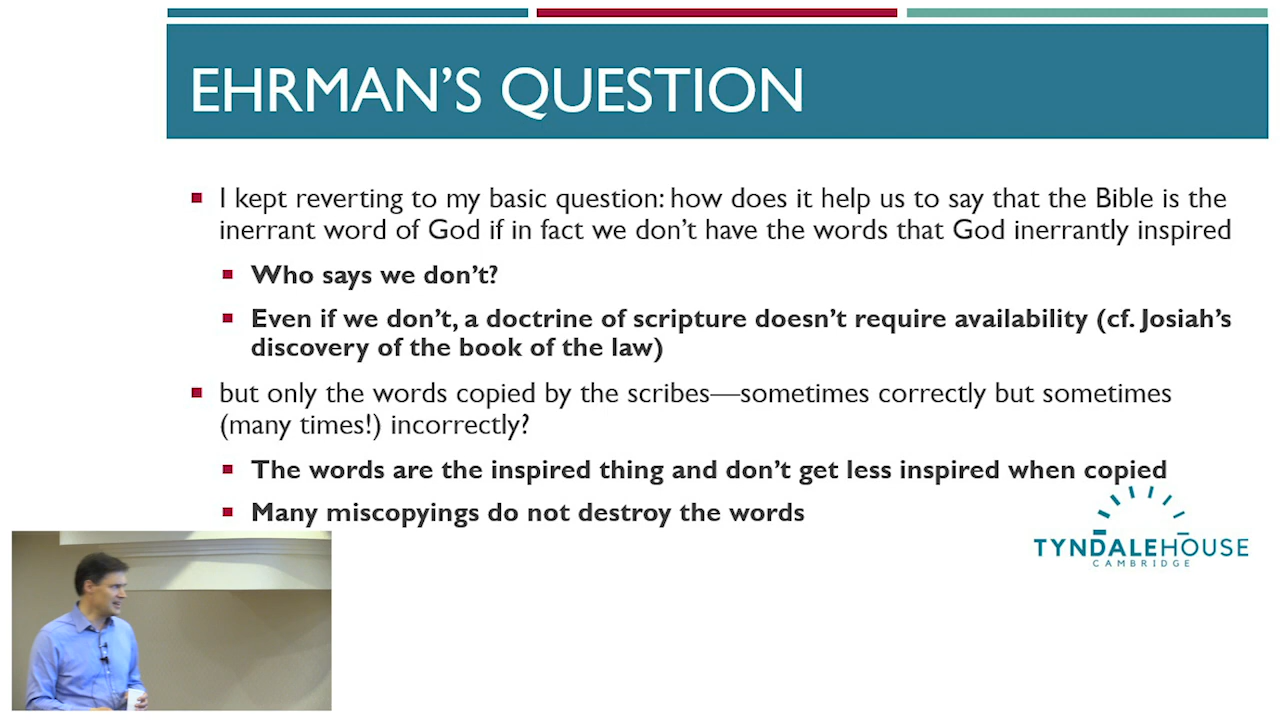 EHRMAN'S QUESTION
I kept reverting to my basic question: how does it help us to say that the Bible is the
inerrant word of God if in fact we don't have the words that God inerrantly inspired
Who says we don't?
Even if we don't, a doctrine of scripture doesn't require availability (cf. Josiah's
discovery of the book of the law)
but only the words copied by the scribes—sometimes correctly but sometimes
(many times!) incorrectly?
The words are the inspired thing and don't get less inspired when copied
Many miscopyings do not destroy the words
TYNDALE HOUSE
CAMBRIDGE